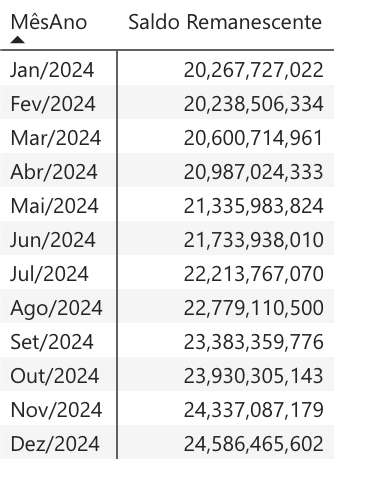 MêsAno Saldo Remanescente
Jan/2024 20,267,727,022
Fev/2024 20,238,506,334
Mar/2024 20,600,714,961
Abr/2024 20,987,024,333
Mai/2024 21,335,983,824
Jun/2024 21,733,938,010
Jul/2024 22,213,767,070
Ago/2024 22,779,110,500
Set/2024 23,383,359,776
Out/2024 23,930,305,143
Nov/2024 24,337,087,179
Dez/2024 24,586,465,602